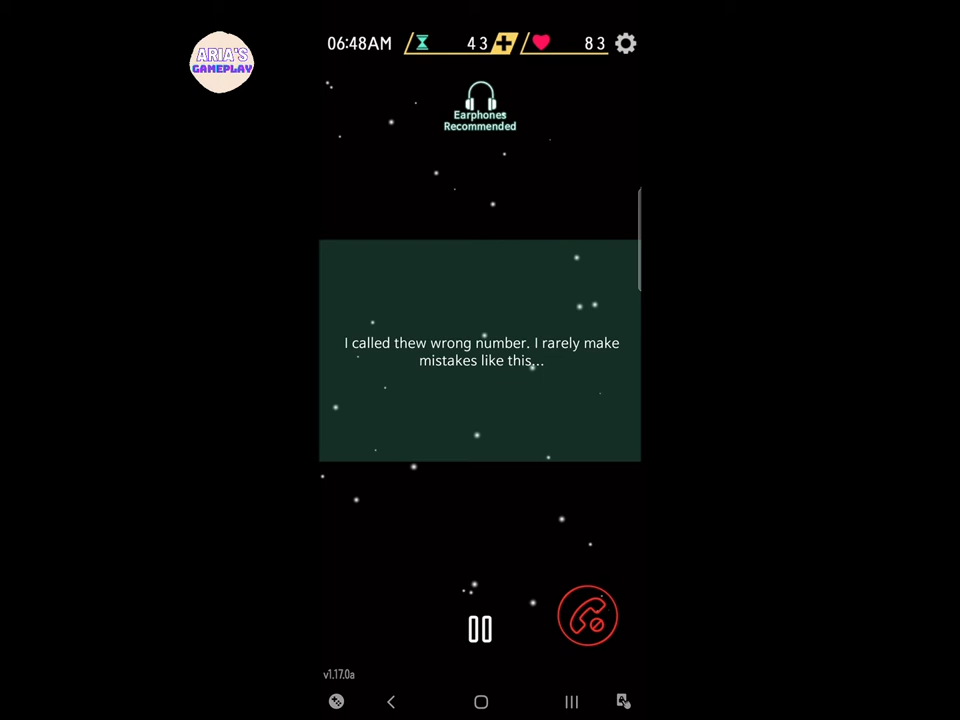 ARIA'S
GAMEPLAY
06:48AM 43 83
Earphones
Recommended
I called thew wrong number. I rarely make
mistakes like this...
v1.17.0a